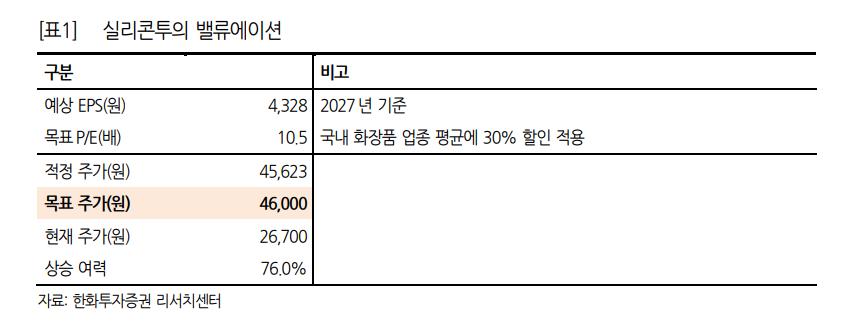 [표1] 실리콘투의 밸류에이션
구분 비고
예상 EPS(원) 4,328 2027년 기준
목표 P/E(배) 10.5 국내 화장품 업종 평균에 30% 할인 적용
적정 주가(원) 45,623
목표 주가(원) 46,000
현재 주가(원) 26,700
상승 여력 76.0%
자료: 한화투자증권 리서치센터